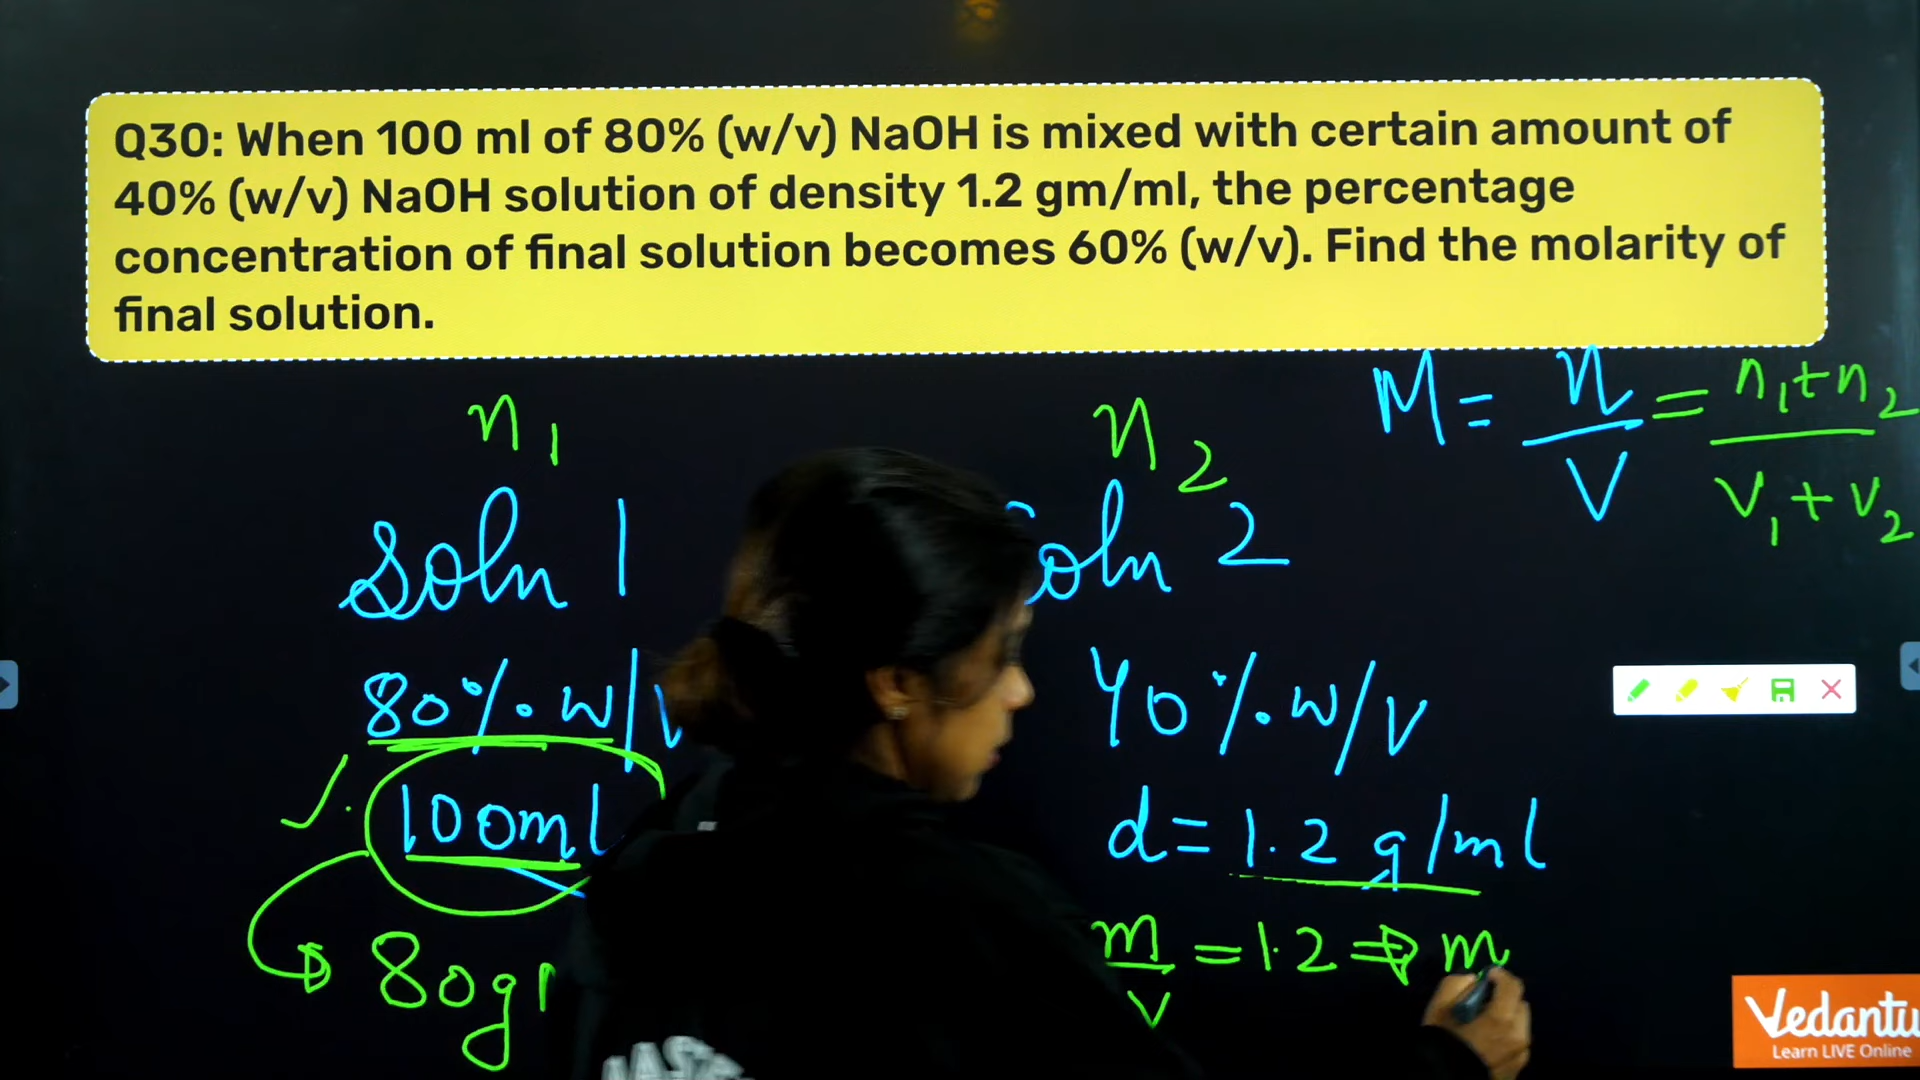 Q30: When 100 ml of 80% (w/v) NaOH is mixed with certain amount of
40% (w/v) NaOH solution of density 1.2 gm/ml, the percentage
concentration of final solution becomes 60% (w/v). Find the molarity of
final solution.
M = n/V = n₁+n₂/V₁+V₂
n₁ n₂
Soln 1 soln 2
80% w/v 40% w/v
100ml d = 1.2 g/ml
80g m/v = 1.2 ⇒ m
Vedantu
Learn LIVE Online